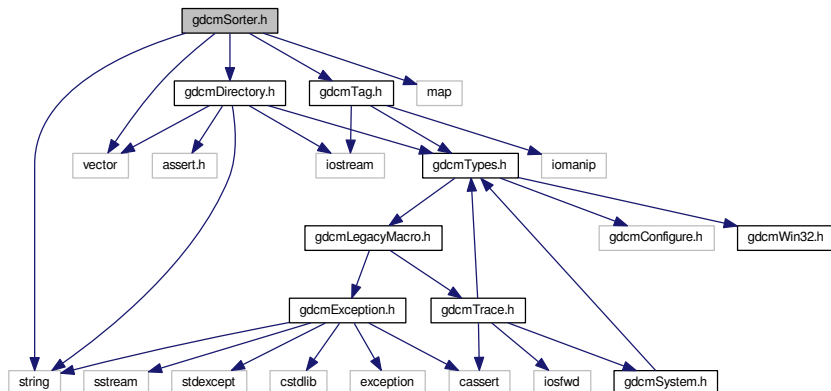 gdcmSorter.h
gdcmDirectory.h
gdcmTag.h
map
vector
assert.h
iostream
gdcmTypes.h
iomanip
gdcmLegacyMacro.h
gdcmConfigure.h
gdcmWin32.h
gdcmException.h
gdcmTrace.h
string
sstream
stdexcept
cstdlib
exception
cassert
iosfwd
gdcmSystem.h